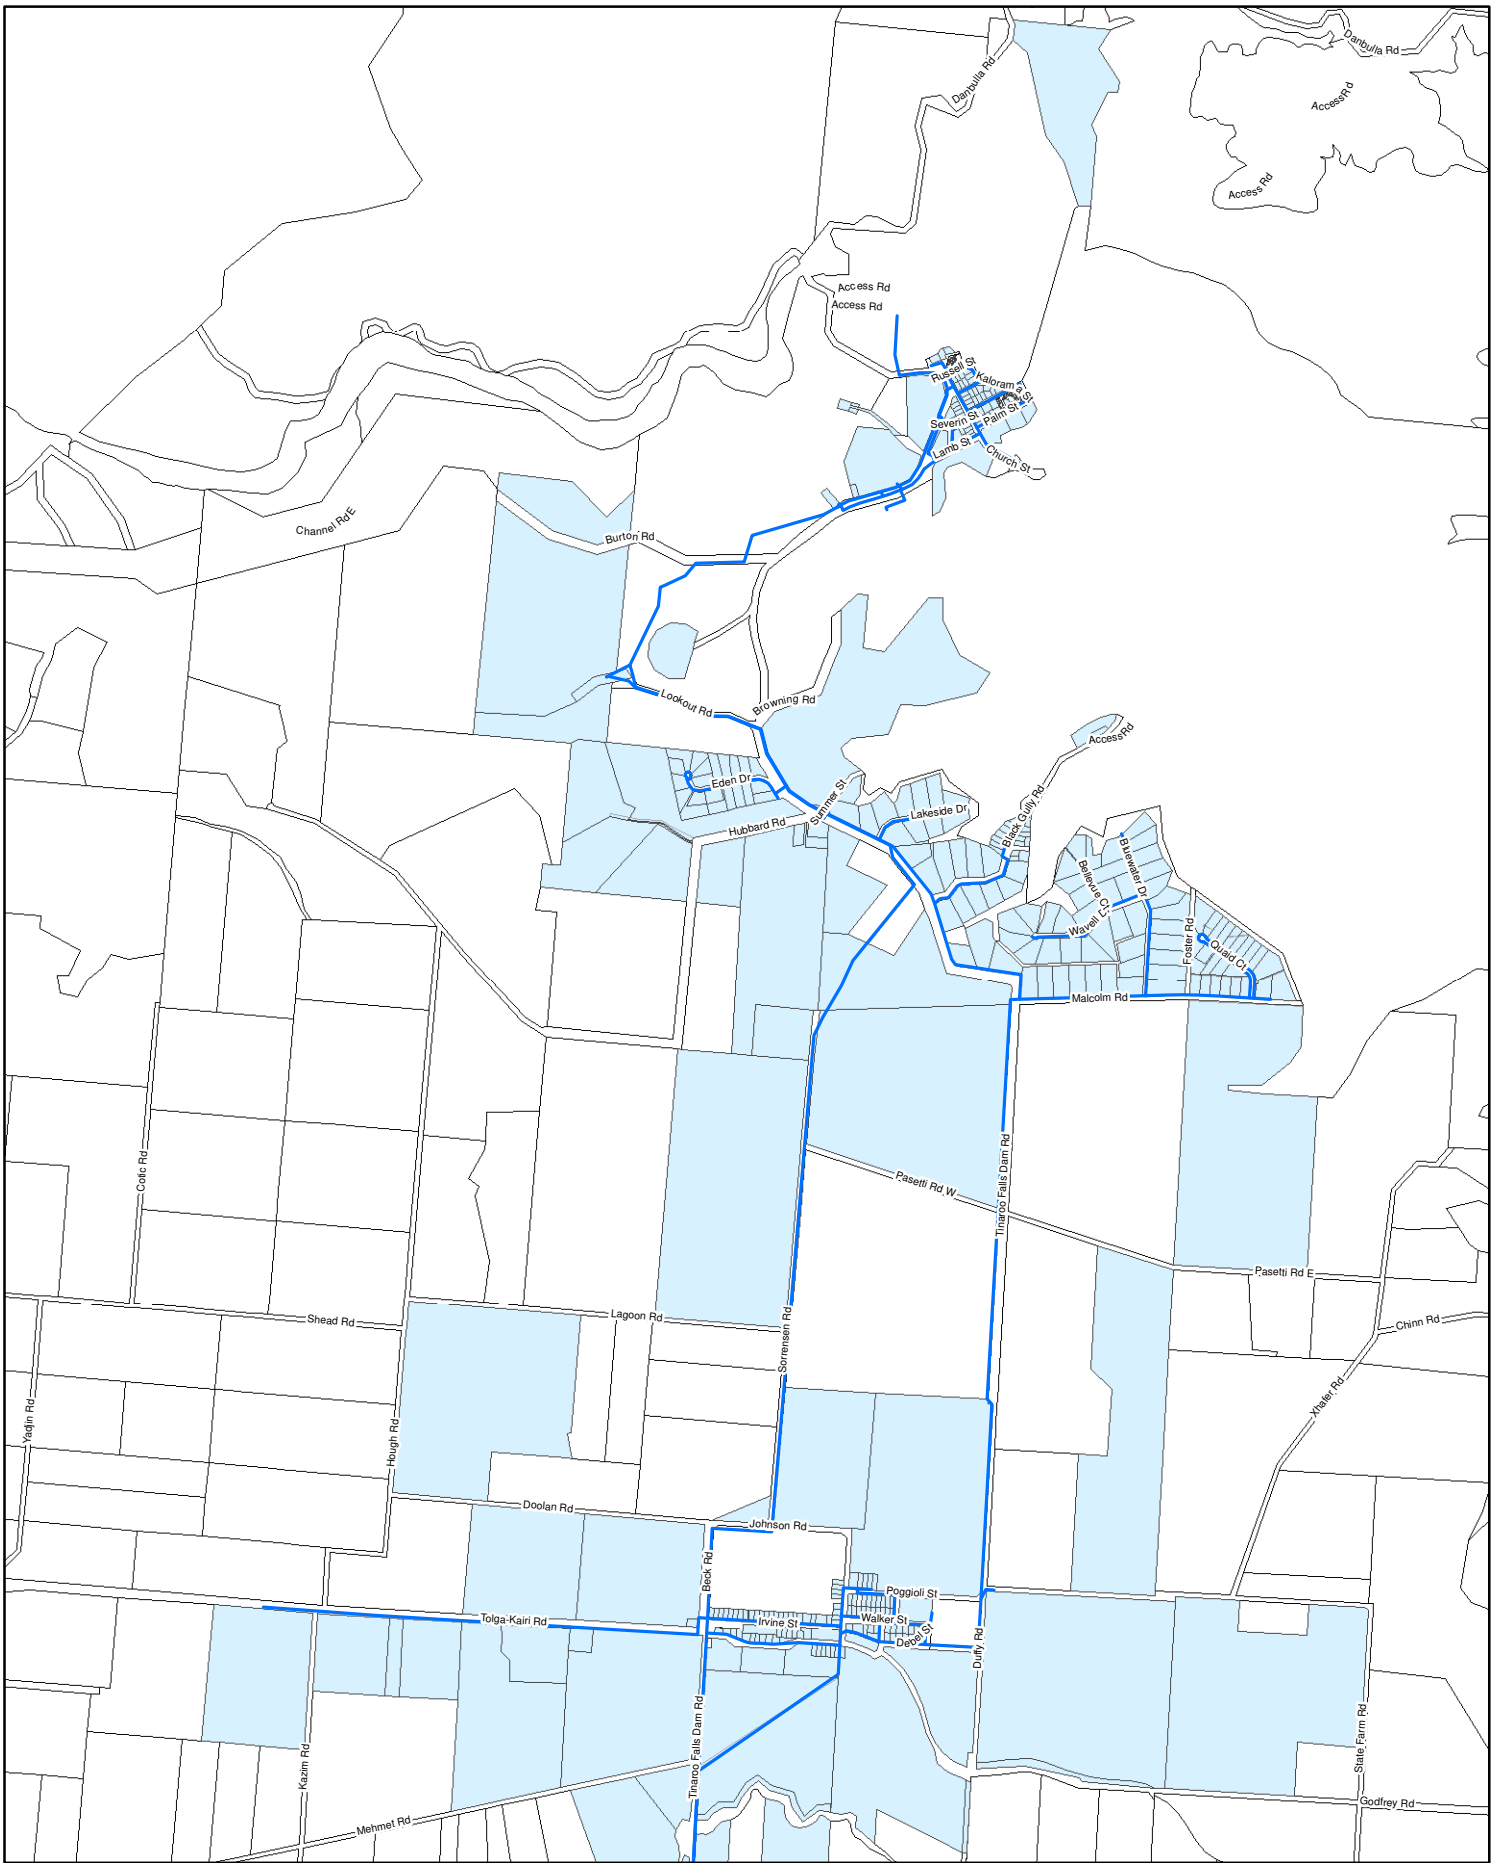 Danbulla Rd
Danbulla Rd
Access Rd
Access Rd
Access Rd
Access Rd
Russell St
Kaloram a St
Severin St
Palm St
Lamb St
Church St
Channel Rd E
Burton Rd
Lookout Rd
Browning Rd
Access Rd
Eden Dr
Summer St
Lakeside Dr
Hubbard Rd
Black Gully Rd
Bellevue Ct
Bluewater Dr
Wavell D
Foster Rd
Quaid Ct
Malcolm Rd
Cotic Rd
Pasetti Rd W
Tinaroo Falls Dam Rd
Pasetti Rd E
Shead Rd
Lagoon Rd
Sorrensen Rd
Chinn Rd
Xhafer Rd
Yadjin Rd
Hough Rd
Doolan Rd
Johnson Rd
Beck Rd
Poggioli St
Tolga-Kairi Rd
Irvine St
Walker St
Debel St
Duffy Rd
Tinaroo Falls Dam Rd
State Farm Rd
Kazim Rd
Mehmet Rd
Godfrey Rd